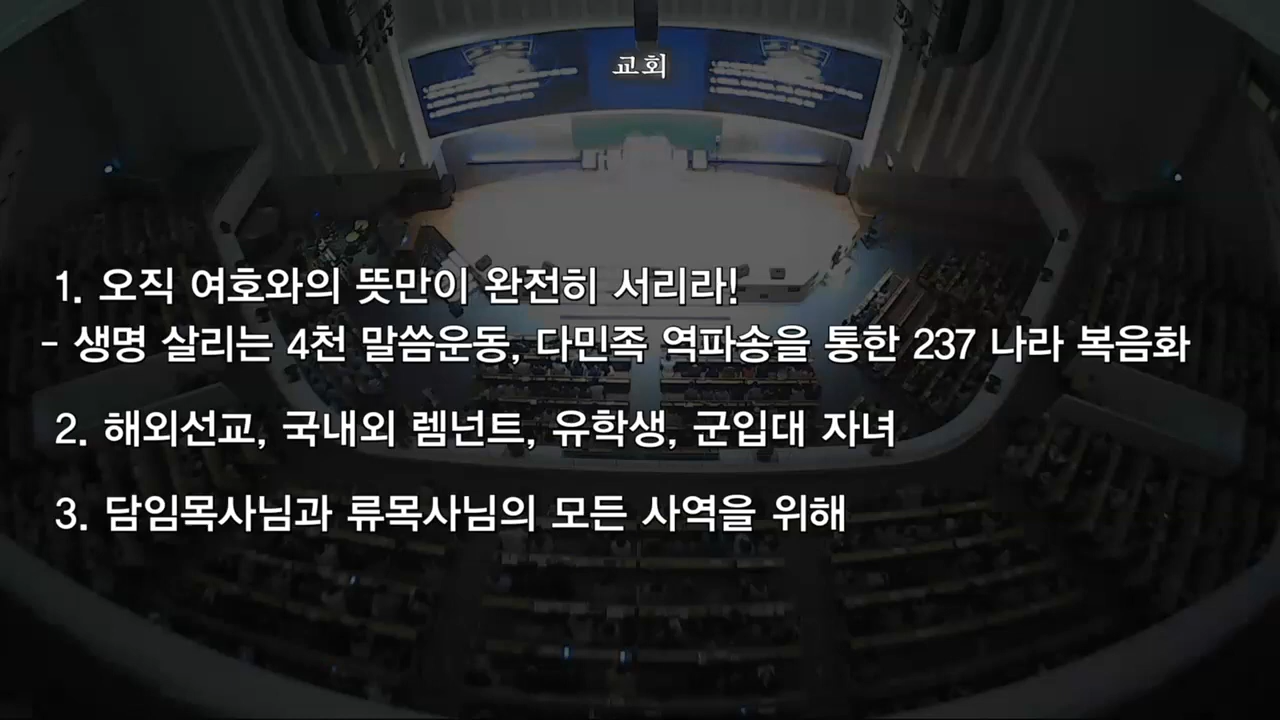 교회
1. 오직 여호와의 뜻만이 완전히 서리라!
- 생명 살리는 4천 말씀운동, 다민족 역파송을 통한 237 나라 복음화
2. 해외선교, 국내외 렘넌트, 유학생, 군입대 자녀
3. 담임목사님과 류목사님의 모든 사역을 위해